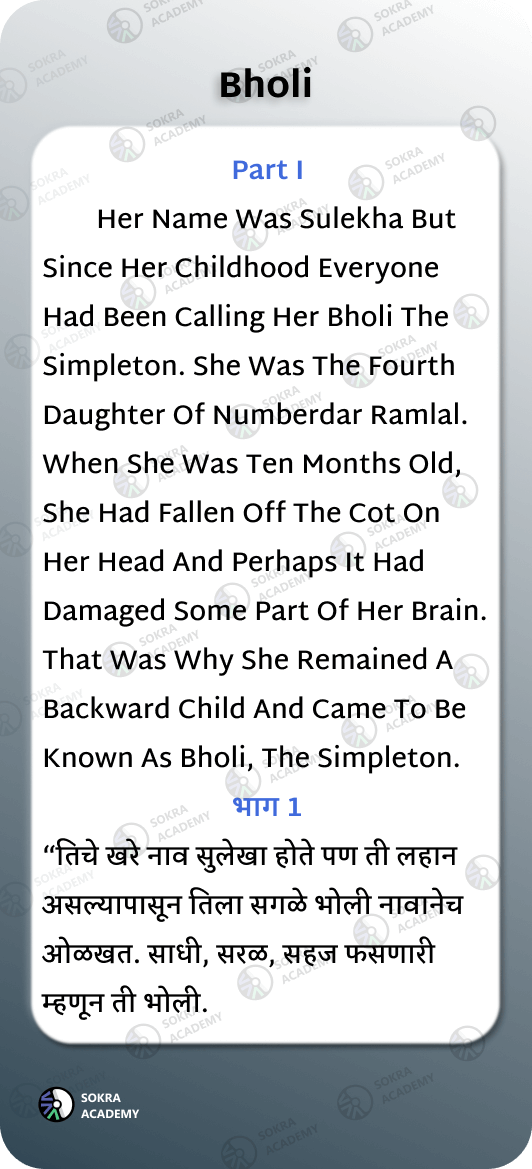 Bholi
Part I
Her Name Was Sulekha But
Since Her Childhood Everyone
Had Been Calling Her Bholi The
Simpleton. She Was The Fourth
Daughter Of Numberdar Ramlal.
When She Was Ten Months Old,
She Had Fallen Off The Cot On
Her Head And Perhaps It Had
Damaged Some Part Of Her Brain.
That Was Why She Remained A
Backward Child And Came To Be
Known As Bholi, The Simpleton.
भाग 1
“तिचे खरे नाव सुलेखा होते पण ती लहान
असल्यापासून तिला सगळे भोली नावानेच
ओळखत. साधी, सरळ, सहज फसणारी
म्हणून ती भोली.
SOKRA
ACADEMY